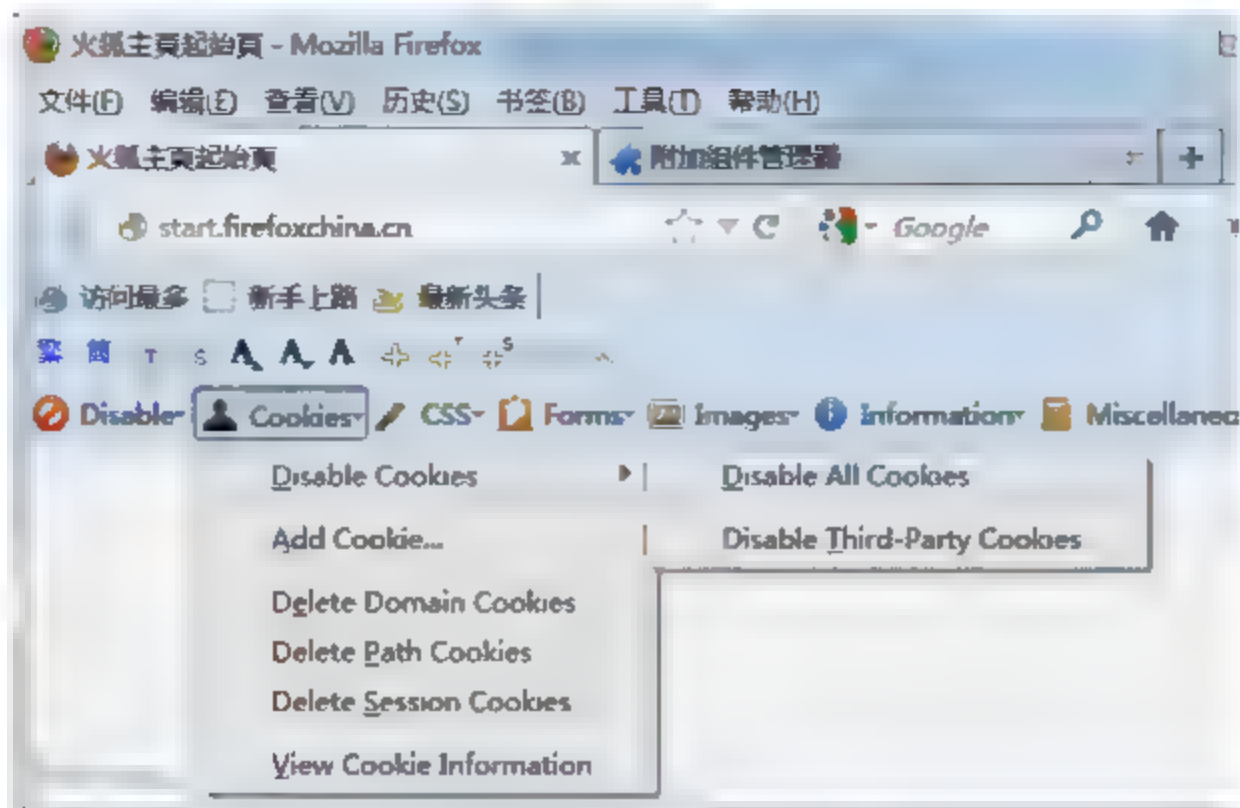 火狐主頁起始頁 - Mozilla Firefox
文件(F) 编辑(E) 查看(V) 历史(S) 书签(B) 工具(T) 帮助(H)
火狐主頁起始頁 附加组件管理器
start.firefoxchina.cn Google
访问最多 新手上路 最新头条
繁 簡 T S A A A T S
Disable Cookies CSS Forms Images Information Miscellaneo
Disable Cookies Disable All Cookies
Add Cookie... Disable Third-Party Cookies
Delete Domain Cookies
Delete Path Cookies
Delete Session Cookies
View Cookie Information